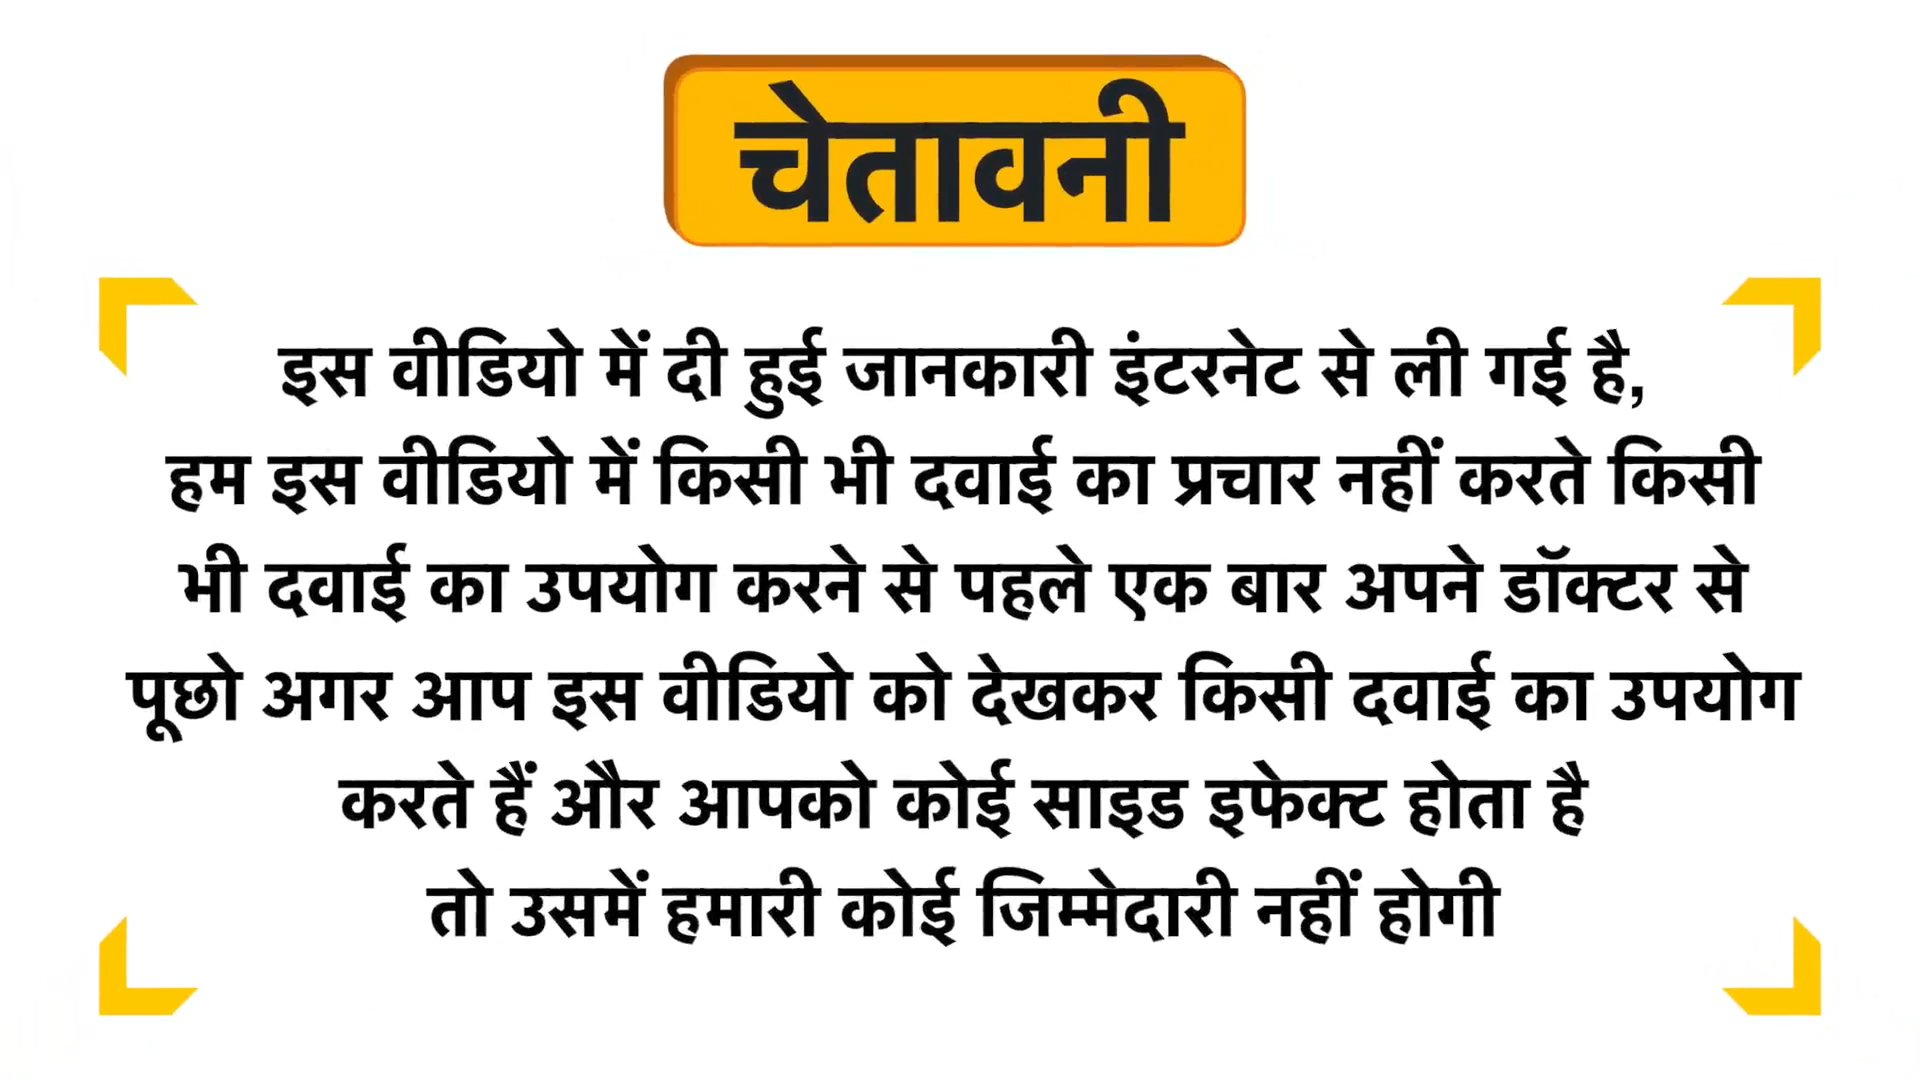 चेतावनी
इस वीडियो में दी हुई जानकारी इंटरनेट से ली गई है,
हम इस वीडियो में किसी भी दवाई का प्रचार नहीं करते किसी
भी दवाई का उपयोग करने से पहले एक बार अपने डॉक्टर से
पूछो अगर आप इस वीडियो को देखकर किसी दवाई का उपयोग
करते हैं और आपको कोई साइड इफेक्ट होता है
तो उसमें हमारी कोई जिम्मेदारी नहीं होगी